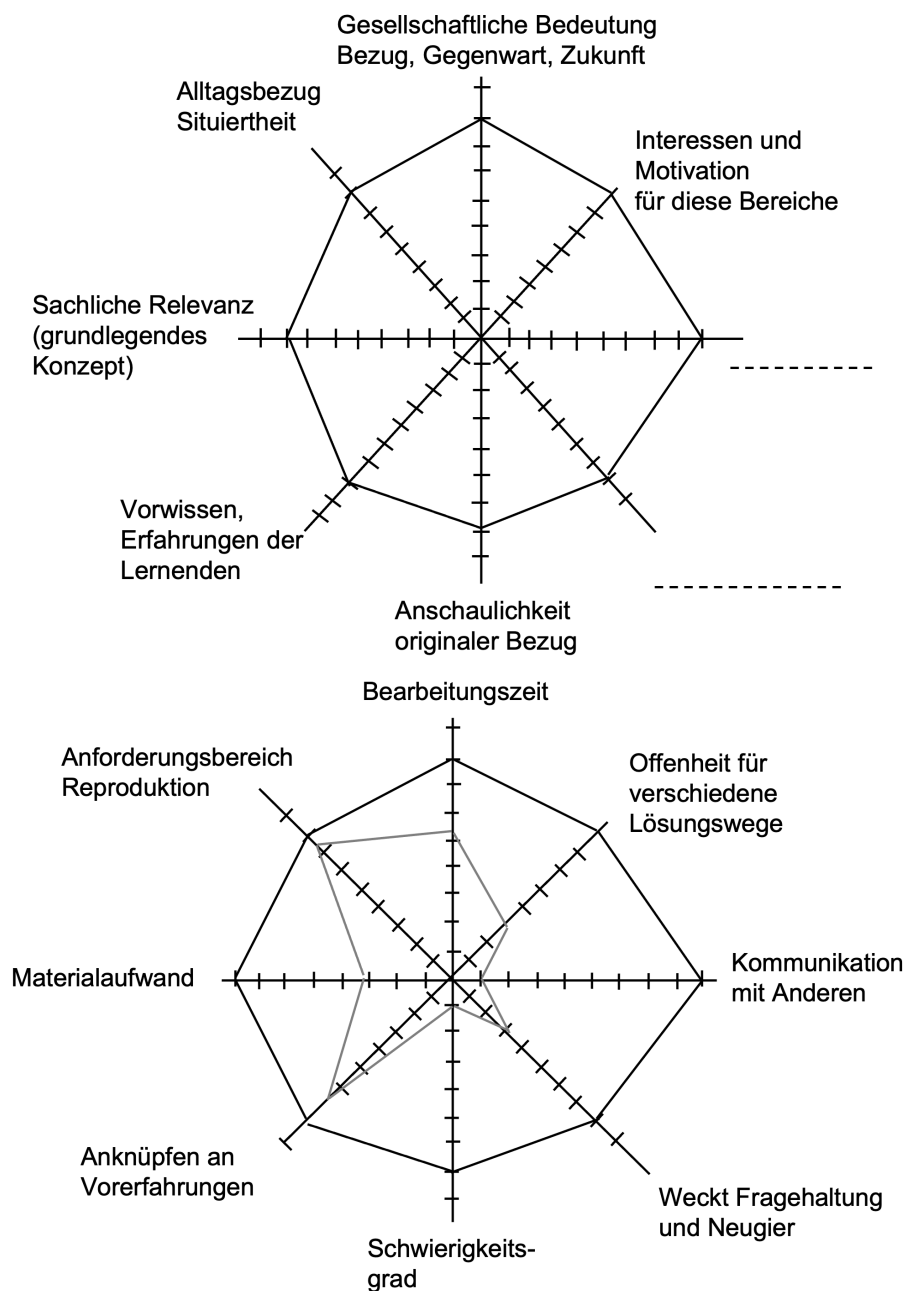 Gesellschaftliche Bedeutung
Bezug, Gegenwart, Zukunft
Alltagsbezug
Situiertheit
Interessen und
Motivation
für diese Bereiche
Sachliche Relevanz
(grundlegendes
Konzept)
Vorwissen,
Erfahrungen der
Lernenden
Anschaulichkeit
originaler Bezug
Bearbeitungszeit
Anforderungsbereich
Reproduktion
Offenheit für
verschiedene
Lösungswege
Materialaufwand
Kommunikation
mit Anderen
Anknüpfen an
Vorerfahrungen
Weckt Fragehaltung
und Neugier
Schwierigkeits-
grad